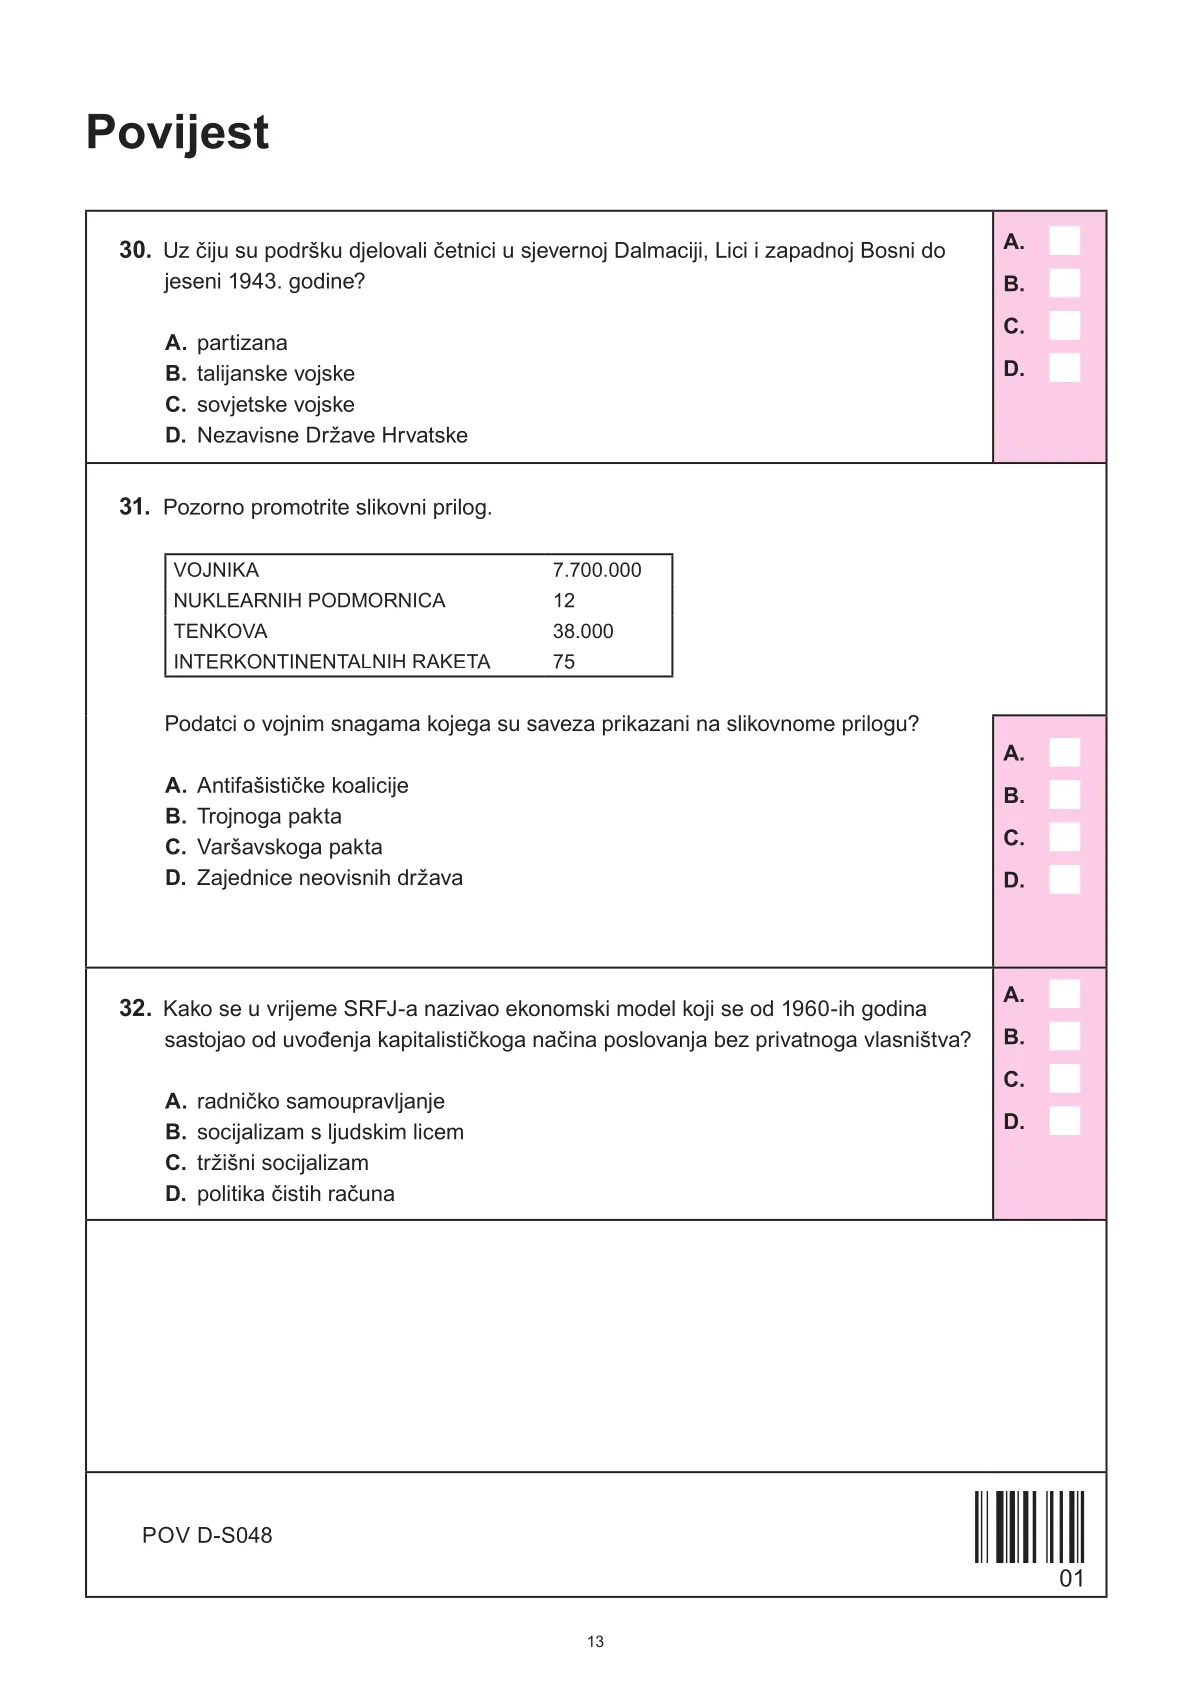 Povijest
30. Uz čiju su podršku djelovali četnici u sjevernoj Dalmaciji, Lici i zapadnoj Bosni do
jeseni 1943. godine?
A. partizana
B. talijanske vojske
C. sovjetske vojske
D. Nezavisne Države Hrvatske
A.
B.
C.
D.
31. Pozorno promotrite slikovni prilog.
VOJNIKA 7.700.000
NUKLEARNIH PODMORNICA 12
TENKOVA 38.000
INTERKONTINENTALNIH RAKETA 75
Podatci o vojnim snagama kojega su saveza prikazani na slikovnome prilogu?
A. Antifašističke koalicije
B. Trojnoga pakta
C. Varšavskoga pakta
D. Zajednice neovisnih država
A.
B.
C.
D.
32. Kako se u vrijeme SRFJ-a nazivao ekonomski model koji se od 1960-ih godina
sastojao od uvođenja kapitalističkoga načina poslovanja bez privatnoga vlasništva?
A. radničko samoupravljanje
B. socijalizam s ljudskim licem
C. tržišni socijalizam
D. politika čistih računa
A.
B.
C.
D.
POV D-S048
01
13